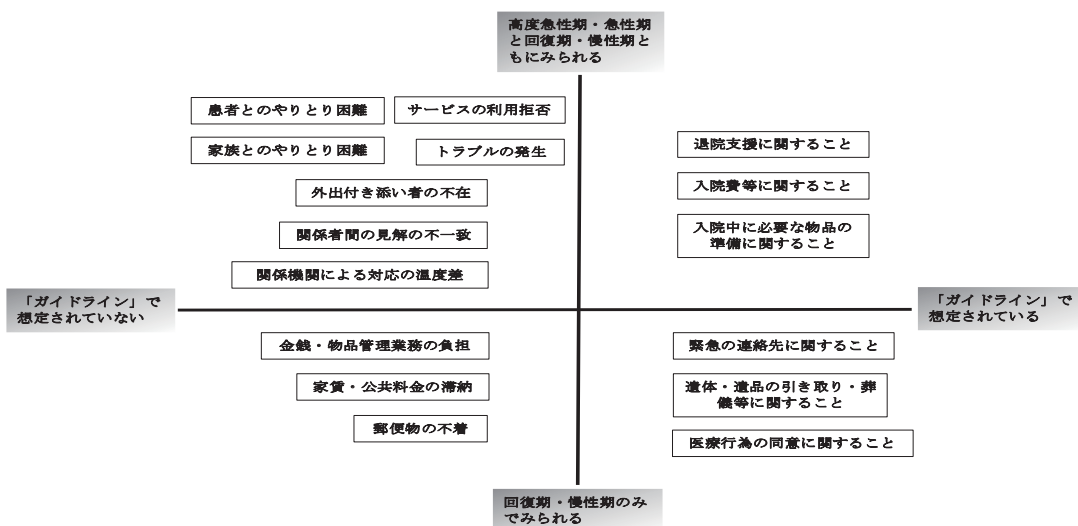 高度急性期・急性期
と回復期・慢性期と
もにみられる
患者とのやりとり困難
サービスの利用拒否
家族とのやりとり困難
トラブルの発生
退院支援に関すること
外出付き添い者の不在
入院費等に関すること
関係者間の見解の不一致
入院中に必要な物品の
準備に関すること
関係機関による対応の温度差
「ガイドライン」で
想定されていない
「ガイドライン」で
想定されている
金銭・物品管理業務の負担
緊急の連絡先に関すること
家賃・公共料金の滞納
遺体・遺品の引き取り・葬
儀等に関すること
郵便物の不着
医療行為の同意に関すること
回復期・慢性期のみ
でみられる